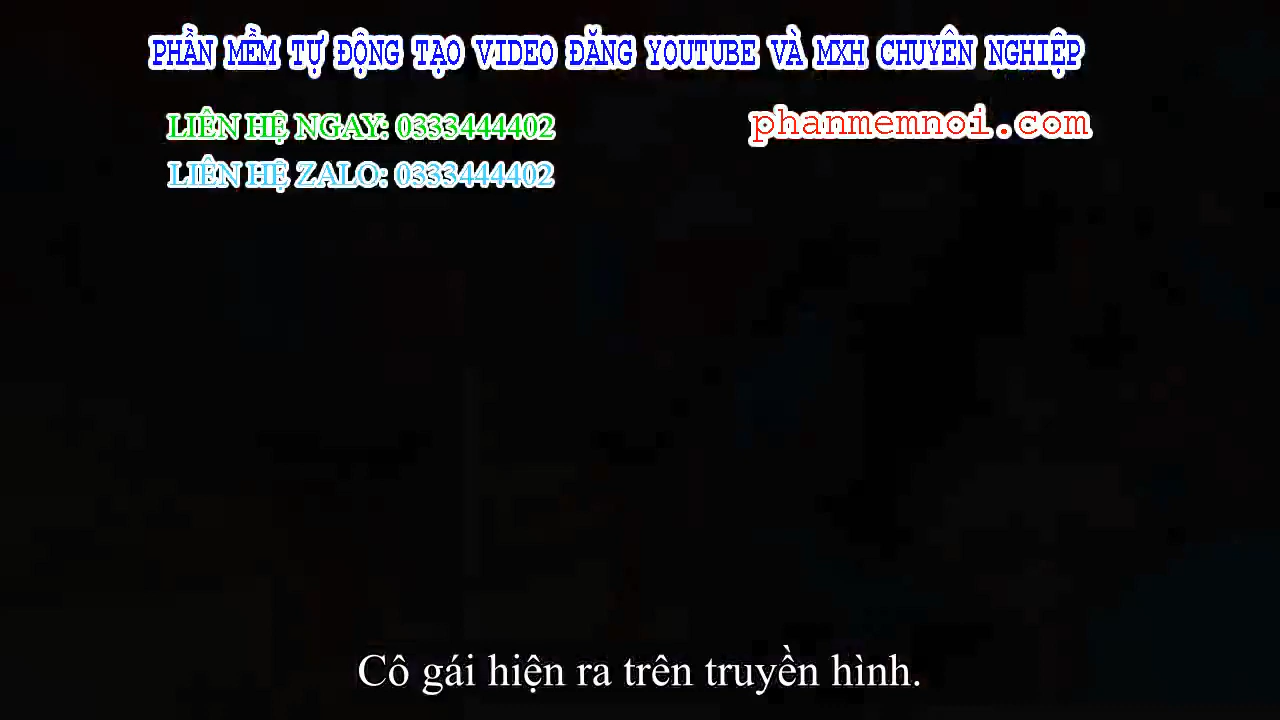 PHẦN MỀM TỰ ĐỘNG TẠO VIDEO ĐĂNG YOUTUBE VÀ MXH CHUYÊN NGHIỆP
LIÊN HỆ NGAY: 0333444402
phanmemnoi.com
LIÊN HỆ ZALO: 0333444402
Cô gái hiện ra trên truyền hình.